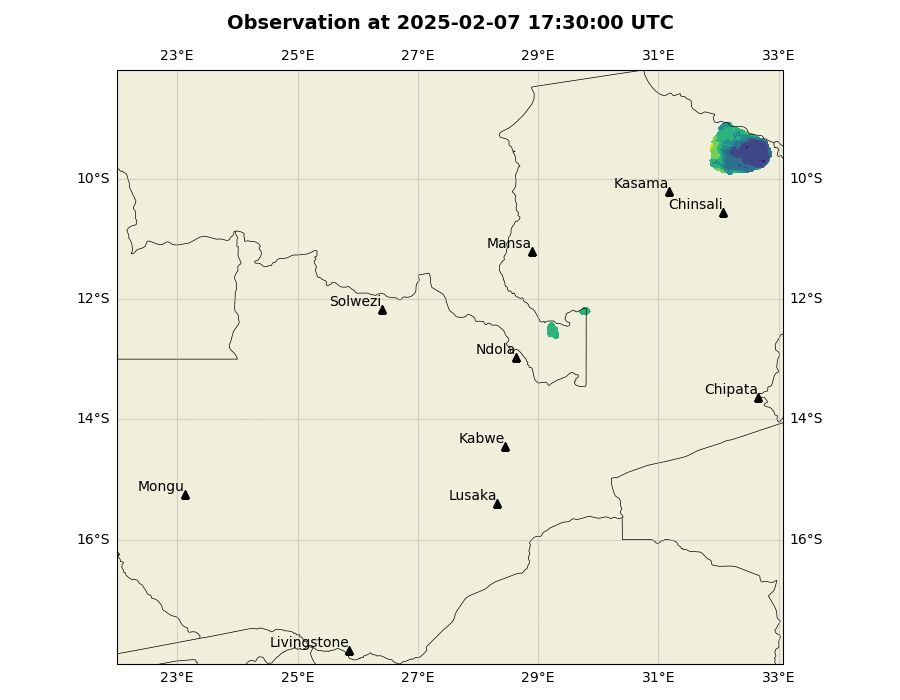 Observation at 2025-02-07 17:30:00 UTC
23°E 25°E 27°E 29°E 31°E 33°E
10°S 10°S
Kasama
Chinsali
Mansa
12°S 12°S
Solwezi
Ndola
Chipata
14°S 14°S
Kabwe
Mongu
Lusaka
16°S 16°S
Livingstone
23°E 25°E 27°E 29°E 31°E 33°E